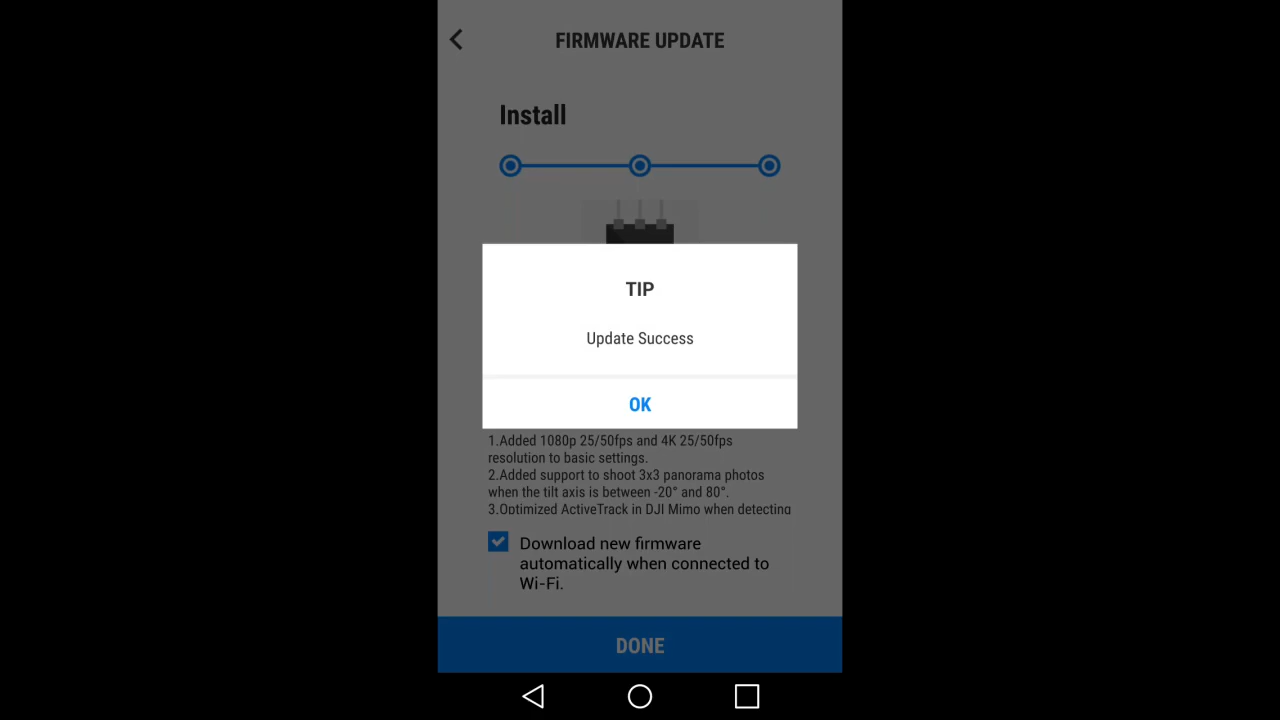 FIRMWARE UPDATE
Install
TIP
Update Success
OK
1.Added 1080p 25/50fps and 4K 25/50fps
resolution to basic settings.
2.Added support to shoot 3x3 panorama photos
when the tilt axis is between -20° and 80°.
3.Optimized ActiveTrack in DJI Mimo when detecting
Download new firmware
automatically when connected to
Wi-Fi.
DONE